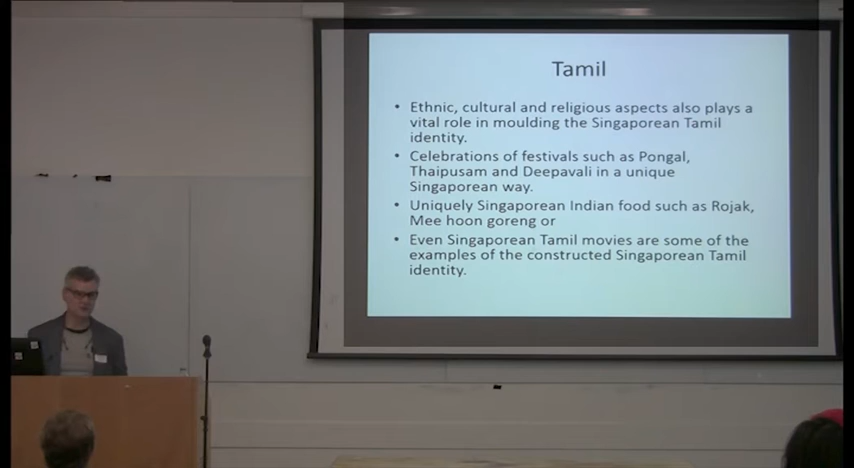 Tamil
• Ethnic, cultural and religious aspects also plays a
vital role in moulding the Singaporean Tamil
identity.
• Celebrations of festivals such as Pongal,
Thaipusam and Deepavali in a unique
Singaporean way.
• Uniquely Singaporean Indian food such as Rojak,
Mee hoon goreng or
• Even Singaporean Tamil movies are some of the
examples of the constructed Singaporean Tamil
identity.